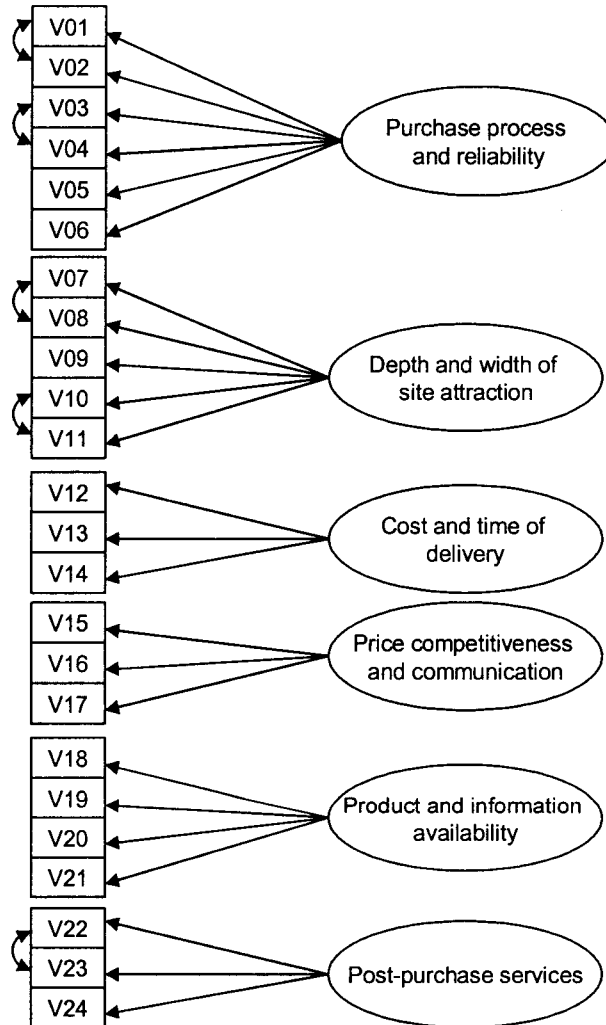 V01
V02
V03
V04
V05
V06
Purchase process
and reliability
V07
V08
V09
V10
V11
Depth and width of
site attraction
V12
V13
V14
Cost and time of
delivery
V15
V16
V17
Price competitiveness
and communication
V18
V19
V20
V21
Product and information
availability
V22
V23
V24
Post-purchase services